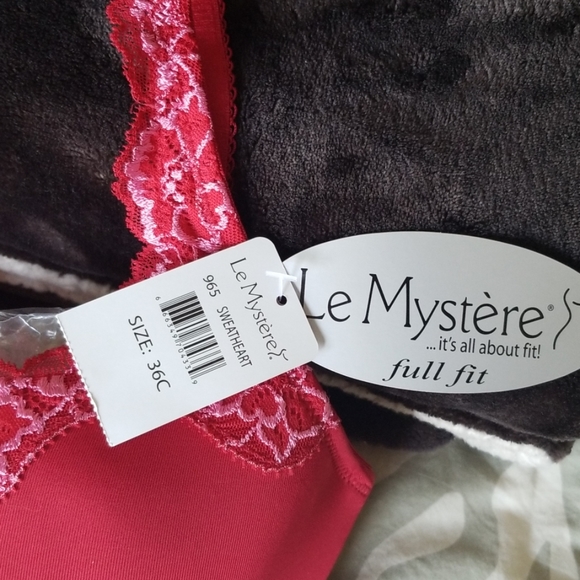 Le Mystère
965 SWEATHEART
SIZE: 36C
Le Mystère®
...it's all about fit!
full fit